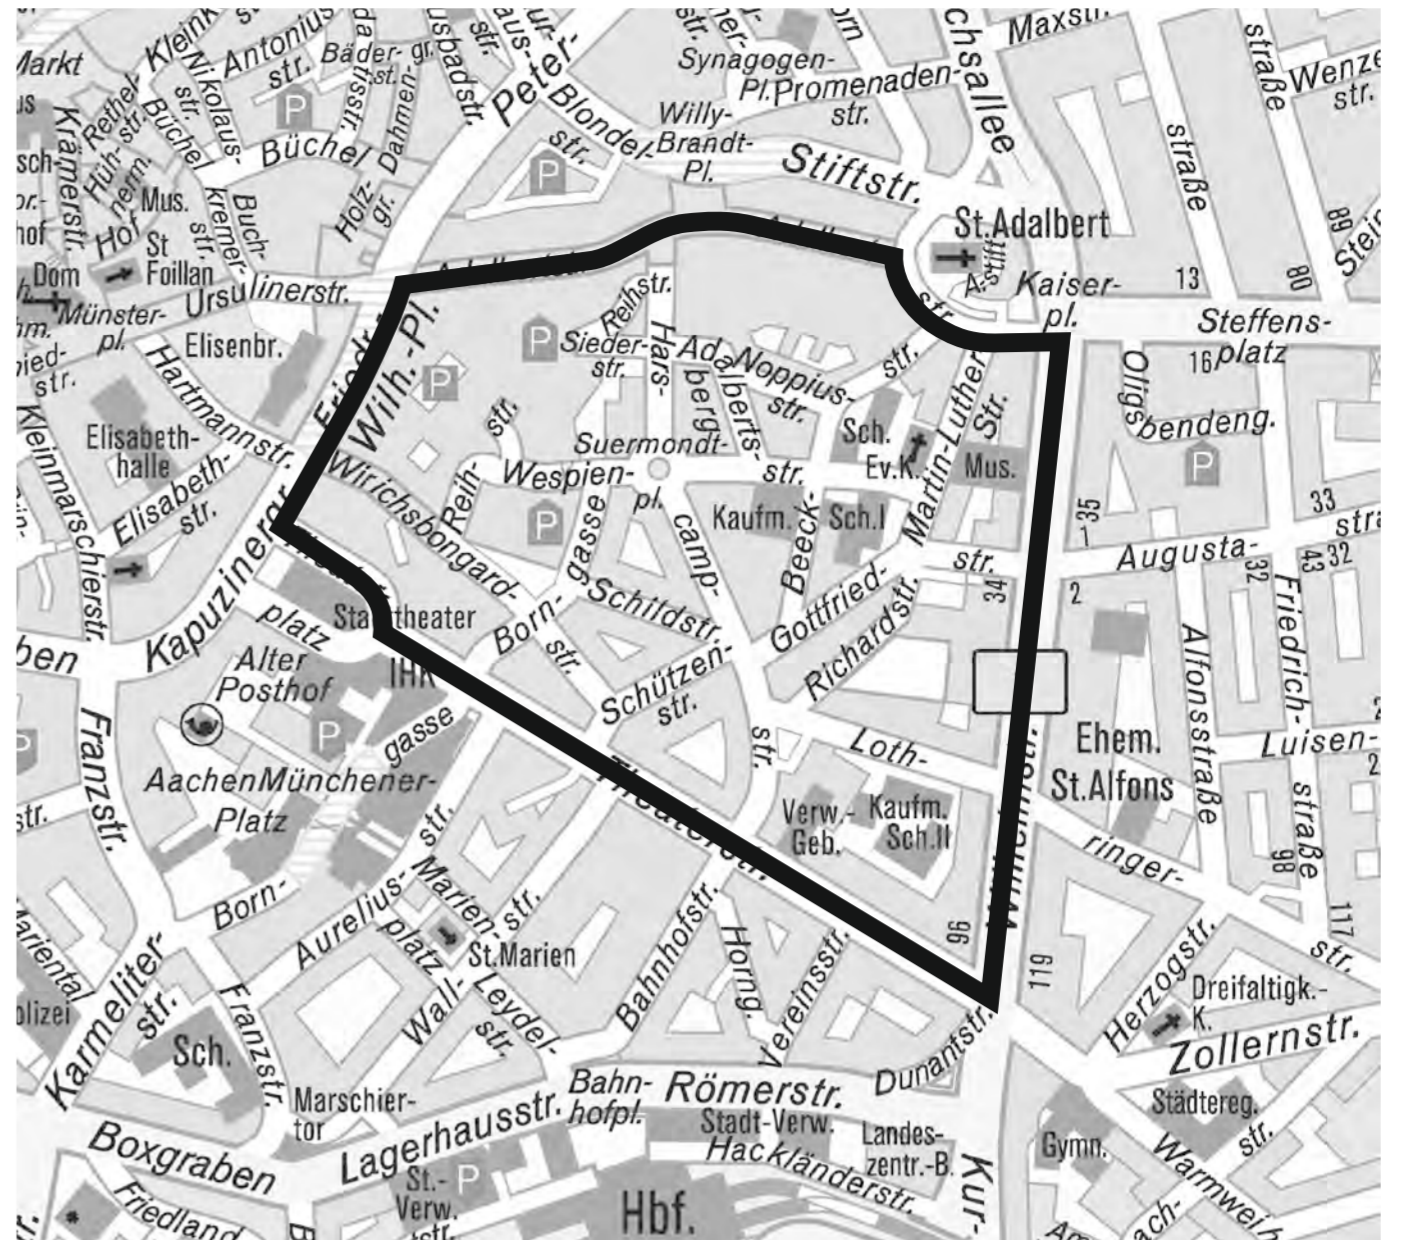 Markt
Antonius
str.
Bäder-
st.
gr.
Peter
Synagogen-
Pl.
Promenaden-
str.
Maxstr.
straße
Wenze
str.
Rethel-
str.
Nikolaus-
str.
Krämerstr.
Büchel
Büchel
Dahmen-
gr.
Holz-
gr.
Blondel-
str.
Willy-
Brandt-
Pl.
Stiftstr.
straße
Mus.
Hof
Buch-
kremer-
str.
St
Foillan
Dom
Münster-
pl.
Ursulinerstr.
Elisenbr.
Hartmannstr.
St.Adalbert
A.stift
Kaiser-
pl.
13
80
89
Steffens-
platz
16
P
P
P
P
P
P
P
P
P
Reihstr.
Sieder-
str.
Hars-
Adalberts-
berg
Noppius-
str.
str.
str.
Wilh.-Pl.
Martin-Luther
Str.
Oligs-
bendeng.
Kleinmarschierstr.
Elisabeth-
halle
Elisabeth-
str.
Suermondt-
Wespien-
pl.
str.
str.
Sch.
Ev.K.
Mus.
Wirichsbongard-
str.
Reih-
gasse
Kaufm.
Sch.I
Beeck-
camp-
35
1
33
Augusta-
32
43
32
str.
34
2
Kapuzinergr.
platz
Stadttheater
IHK
Born-
Schildstr.
Schützen-
str.
Gottfried-
Richardstr.
Alfonsstraße
Friedrich-
straße
Luisen-
Alter
Posthof
AachenMünchener-
Platz
gasse
Franzstr.
str.
Loth-
ringer-
str.
str.
Ehem.
St.Alfons
Verw.-
Geb.
Kaufm.
Sch.II
Theaterstr.
Wilhelmstr.
96
98
117
119
Born-
Aurelius-
str.
Marien-
platz
str.
St.Marien
Wall-
Leydel-
str.
Bahnhofstr.
Horng.
Vereinsstr.
Dunantstr.
Herzogstr.
Dreifaltigk.-
K.
Zollernstr.
Karmeliter-
str.
Sch.
Franzstr.
Marschier-
tor
Boxgraben
Lagerhausstr.
Bahn-
hofpl.
Römerstr.
Stadt-Verw.
Hackländerstr.
Landes-
zentr.-B.
Gymn.
Städtereg.
str.
St.-
Verw.
Hbf.
Kur-
Friedland